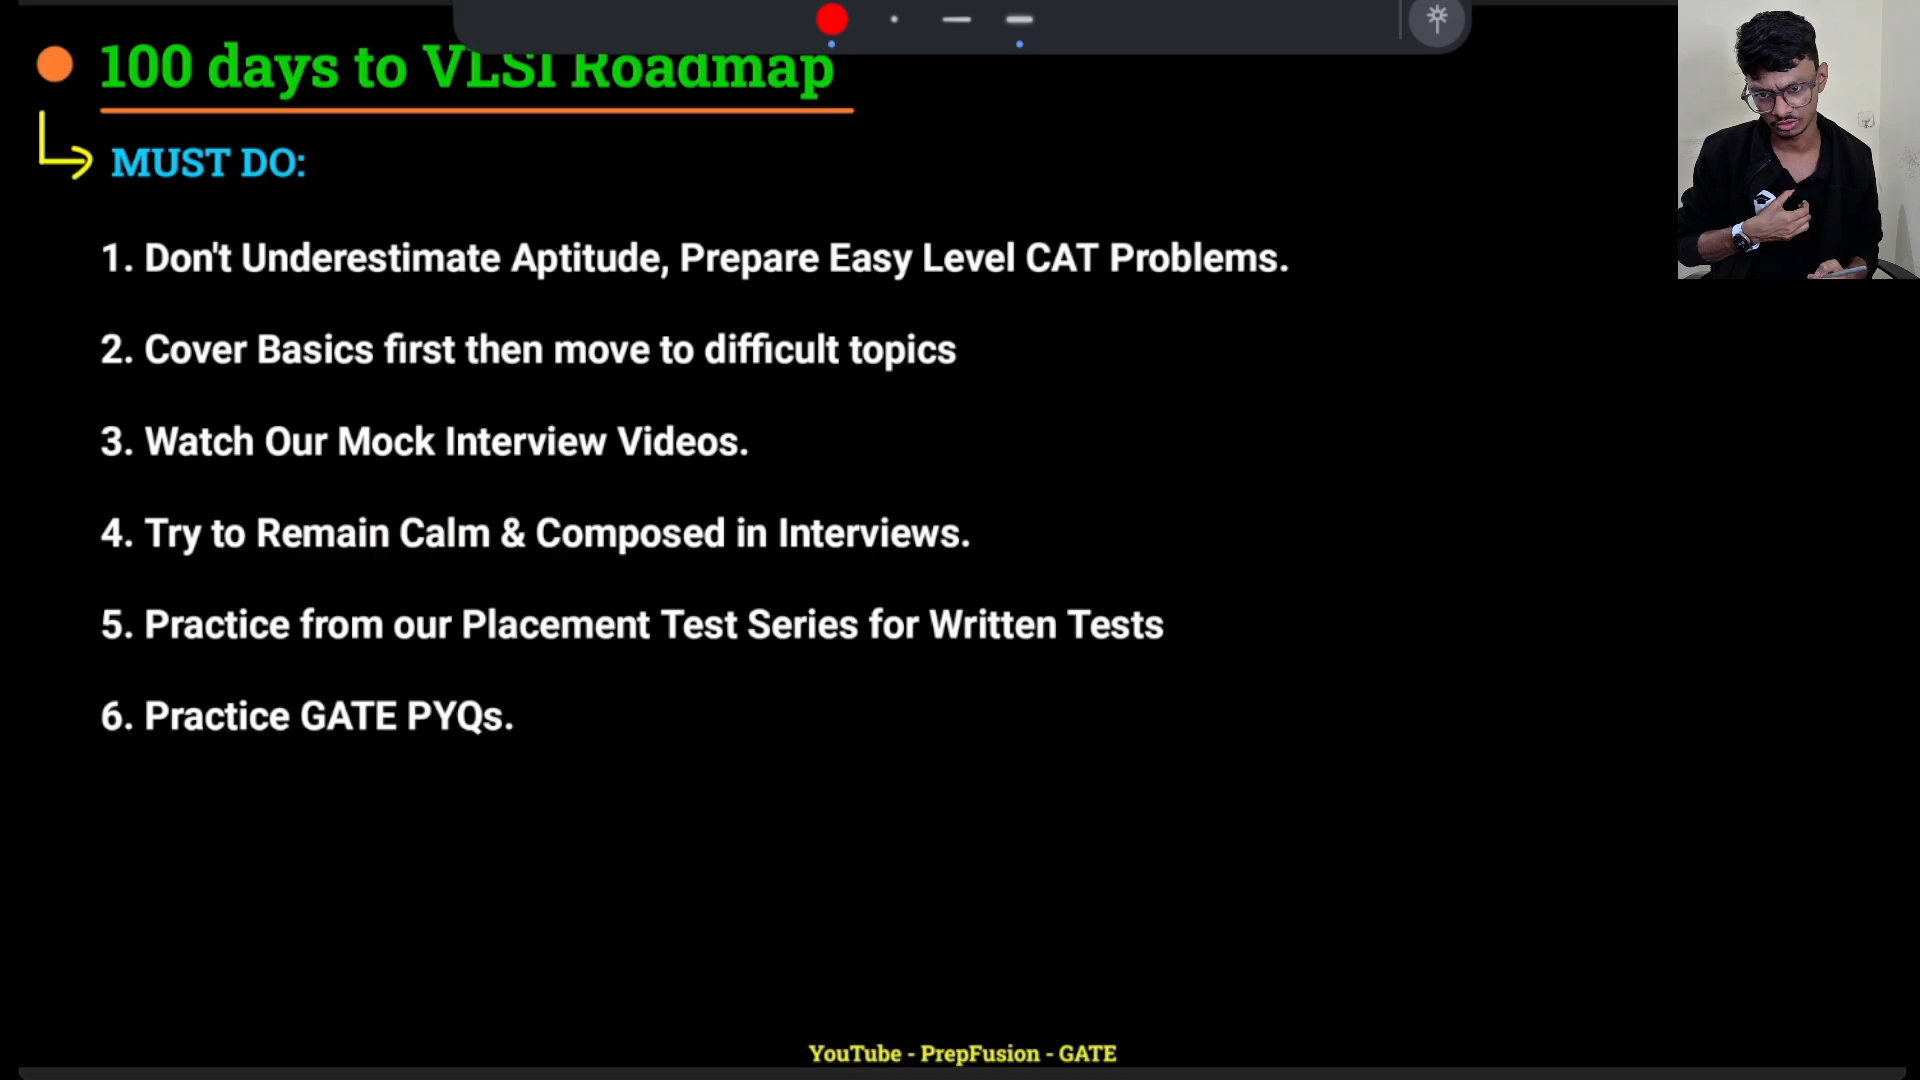 100 days to VLSI Roadmap
MUST DO:
1. Don't Underestimate Aptitude, Prepare Easy Level CAT Problems.
2. Cover Basics first then move to difficult topics
3. Watch Our Mock Interview Videos.
4. Try to Remain Calm & Composed in Interviews.
5. Practice from our Placement Test Series for Written Tests
6. Practice GATE PYQs.
YouTube - PrepFusion - GATE